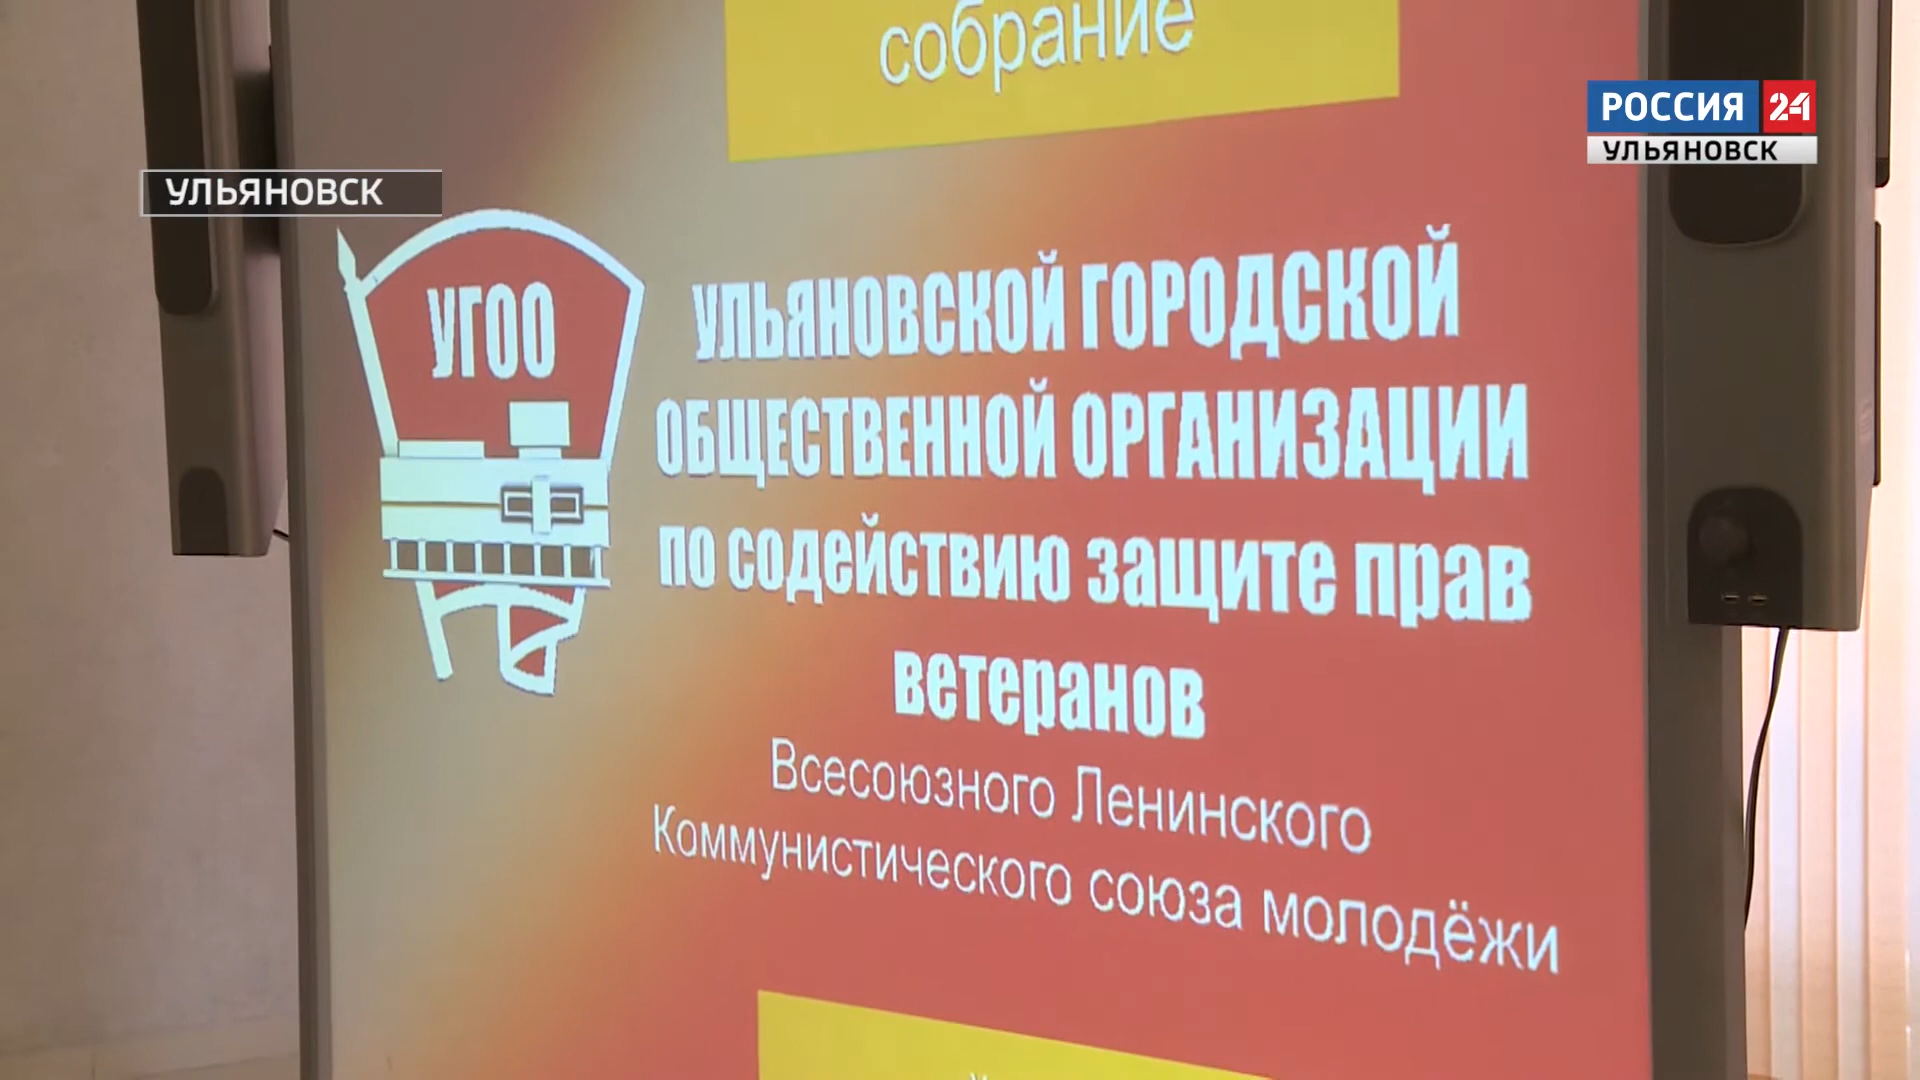 собрание
РОССИЯ 24
УЛЬЯНОВСК
УЛЬЯНОВСК
УГОО
УЛЬЯНОВСКОЙ ГОРОДСКОЙ
ОБЩЕСТВЕННОЙ ОРГАНИЗАЦИИ
по содействию защите прав
ветеранов
Всесоюзного Ленинского
Коммунистического союза молодёжи